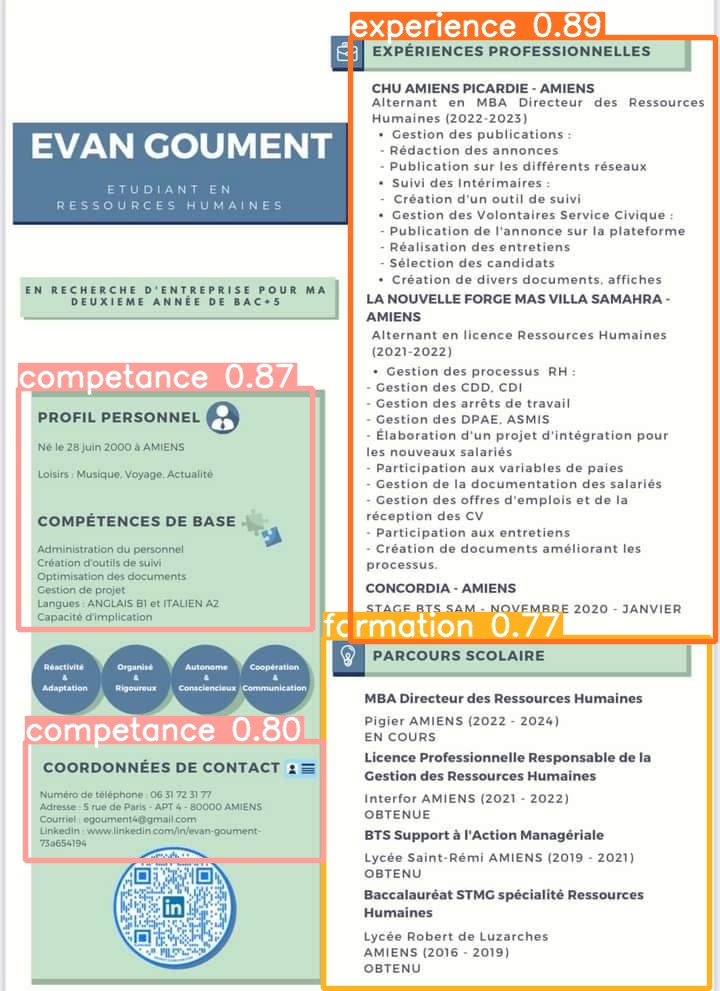 experience 0.89
EXPÉRIENCES PROFESSIONNELLES
CHU AMIENS PICARDIE - AMIENS
Alternant en MBA Directeur des Ressources
Humaines (2022-2023)
• Gestion des publications :
- Rédaction des annonces
- Publication sur les différents réseaux
• Suivi des Intérimaires :
- Création d'un outil de suivi
• Gestion des Volontaires Service Civique :
- Publication de l'annonce sur la plateforme
- Réalisation des entretiens
- Sélection des candidats
• Création de divers documents, affiches
LA NOUVELLE FORGE MAS VILLA SAMAHRA -
AMIENS
Alternant en licence Ressources Humaines
(2021-2022)
• Gestion des processus RH :
- Gestion des CDD, CDI
- Gestion des arrêts de travail
- Gestion des DPAE, ASMIS
- Élaboration d'un projet d'intégration pour
les nouveaux salariés
- Participation aux variables de paies
- Gestion de la documentation des salariés
- Gestion des offres d'emplois et de la
réception des CV
- Participation aux entretiens
- Création de documents améliorant les
processus.
CONCORDIA - AMIENS
STAGE BTS SAM - NOVEMBRE 2020 - JANVIER
EVAN GOUMENT
ETUDIANT EN
RESSOURCES HUMAINES
EN RECHERCHE D'ENTREPRISE POUR MA
DEUXIEME ANNÉE DE BAC+5
competance 0.87
PROFIL PERSONNEL
Né le 28 juin 2000 à AMIENS
Loisirs : Musique, Voyage, Actualité
COMPÉTENCES DE BASE
Administration du personnel
Création d'outils de suivi
Optimisation des documents
Gestion de projet
Langues : ANGLAIS B1 et ITALIEN A2
Capacité d'implication
Réactivité
&
Adaptation
Organisé
&
Rigoureux
Autonome
&
Consciencieux
Coopération
&
Communication
competance 0.80
COORDONNÉES DE CONTACT
Numéro de téléphone : 06 31 72 31 77
Adresse : 5 rue de Paris - APT 4 - 80000 AMIENS
Courriel : egoument4@gmail.com
LinkedIn : www.linkedin.com/in/evan-goument-
73a654194
in
formation 0.77
PARCOURS SCOLAIRE
MBA Directeur des Ressources Humaines
Pigier AMIENS (2022 - 2024)
EN COURS
Licence Professionnelle Responsable de la
Gestion des Ressources Humaines
Interfor AMIENS (2021 - 2022)
OBTENUE
BTS Support à l'Action Managériale
Lycée Saint-Rémi AMIENS (2019 - 2021)
OBTENU
Baccalauréat STMG spécialité Ressources
Humaines
Lycée Robert de Luzarches
AMIENS (2016 - 2019)
OBTENU